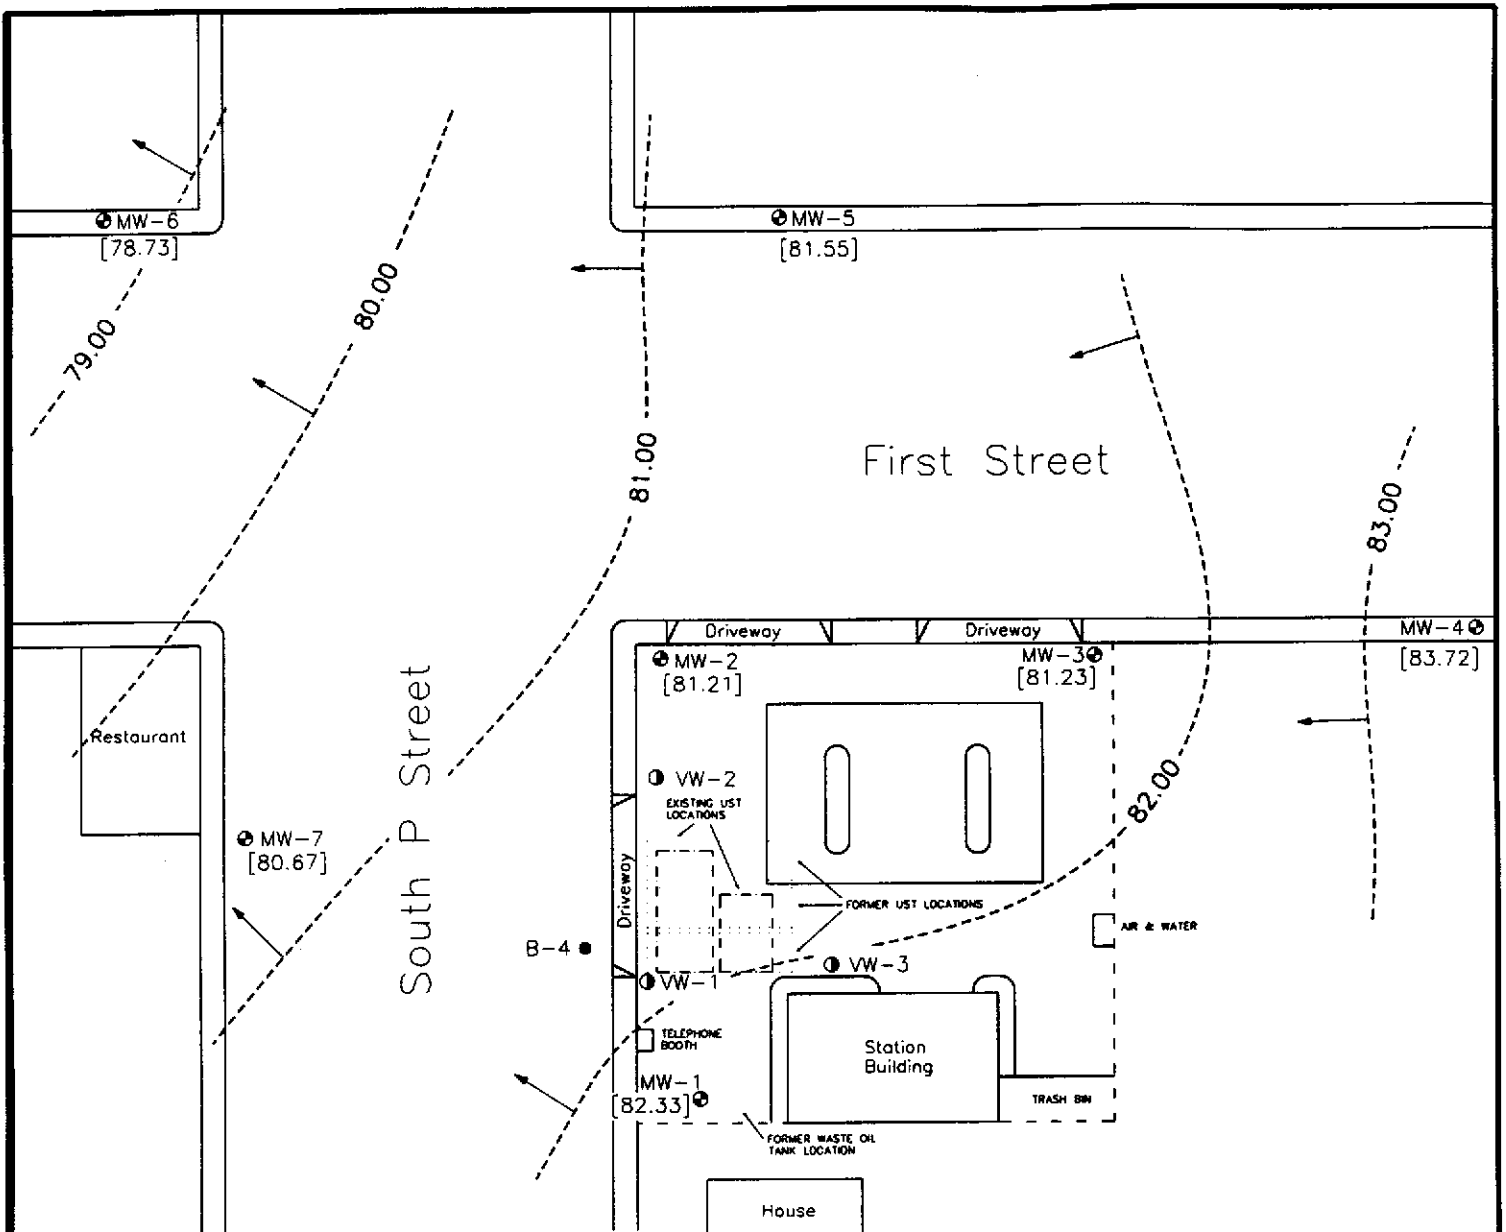 MW-6
[78.73]
MW-5
[81.55]
79.00
80.00
81.00
First Street
83.00
Driveway
Driveway
MW-4
[83.72]
MW-2
[81.21]
MW-3
[81.23]
Restaurant
South P Street
VW-2
EXISTING UST
LOCATIONS
82.00
MW-7
[80.67]
Driveway
FORMER UST LOCATIONS
AIR & WATER
B-4
VW-3
VW-1
TELEPHONE
BOOTH
Station
Building
MW-1
[82.33]
TRASH BIN
FORMER WASTE OIL
TANK LOCATION
House